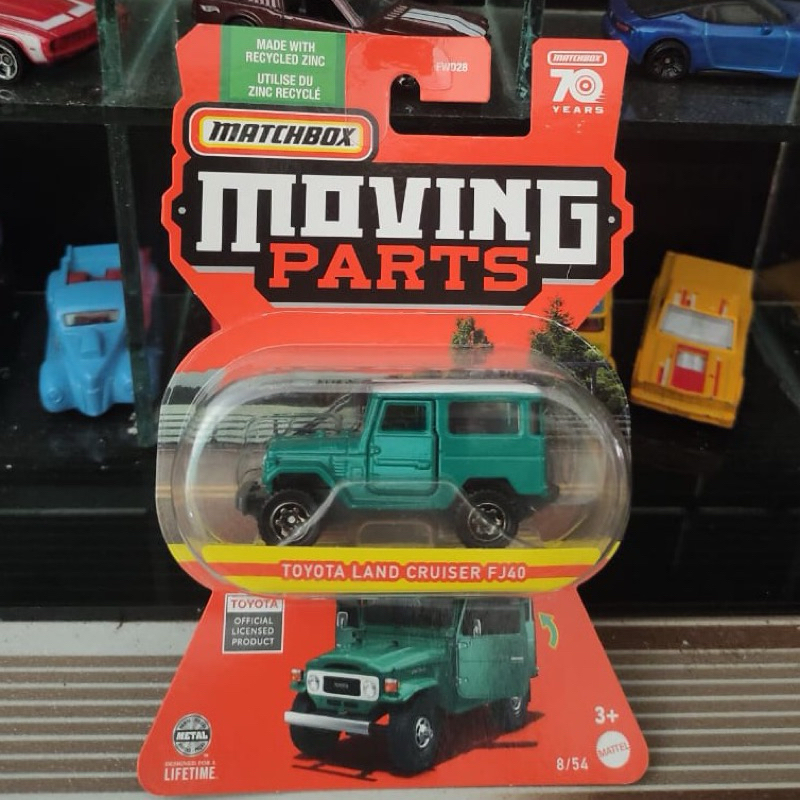 MADE WITH
RECYCLED ZINC
UTILISE DU
ZINC RECYCLÉ
FWD28
MATCHBOX
70
YEARS
MATCHBOX
MOVING
PARTS
TOYOTA LAND CRUISER FJ40
TOYOTA
OFFICIAL
LICENSED
PRODUCT
METAL
DESIGNED FOR A
LIFETIME
3+
8/54
MATTEL